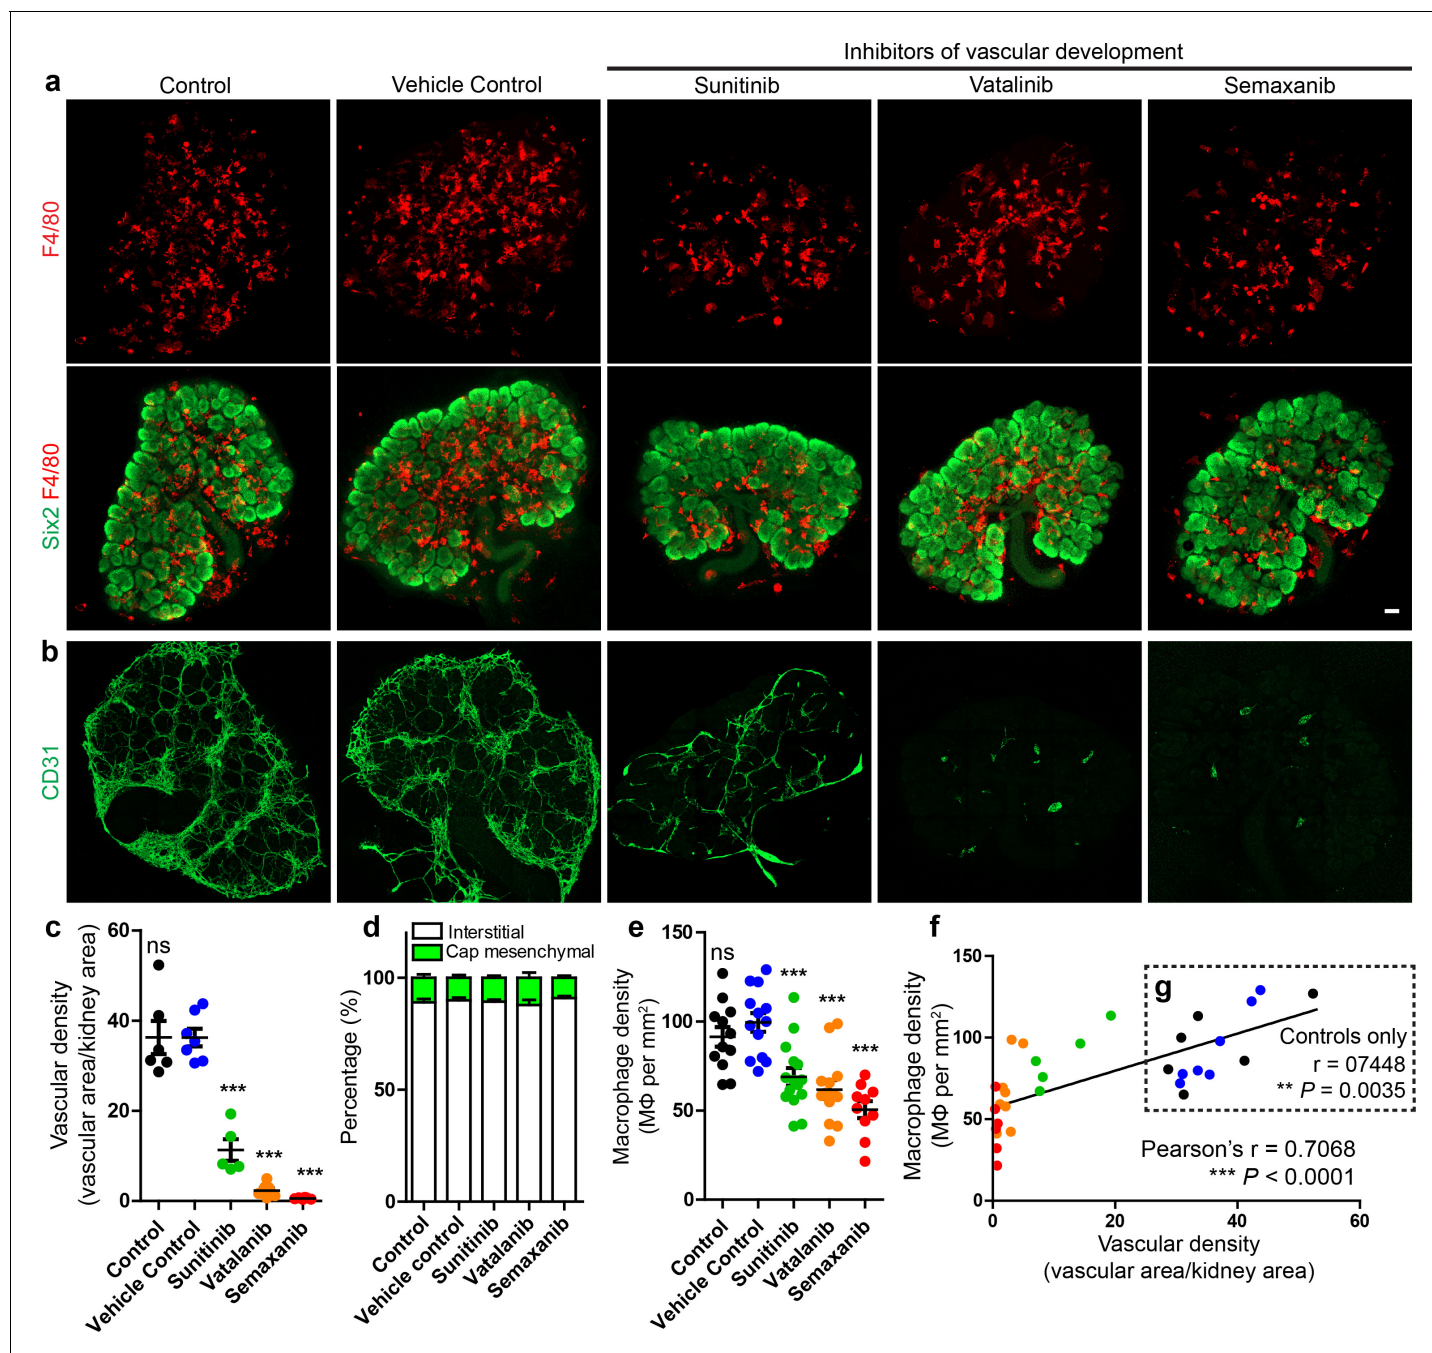 Inhibitors of vascular development
a
Control
Vehicle Control
Sunitinib
Vatalinib
Semaxanib
F4/80
Six2 F4/80
b
CD31
c
Vascular density
(vascular area/kidney area)
60
40
20
0
ns
***
***
***
Control
Vehicle Control
Sunitinib
Vatalanib
Semaxanib
d
Interstitial
Cap mesenchymal
Percentage (%)
100
50
0
Control
Vehicle control
Sunitinib
Vatalanib
Semaxanib
e
Macrophage density
(MΦ per mm²)
150
100
50
0
ns
***
***
***
Control
Vehicle Control
Sunitinib
Vatalanib
Semaxanib
f
Macrophage density
(MΦ per mm²)
150
100
50
0
g
Controls only
r = 07448
** P = 0.0035
Pearson's r = 0.7068
*** P < 0.0001
0
20
40
60
Vascular density
(vascular area/kidney area)